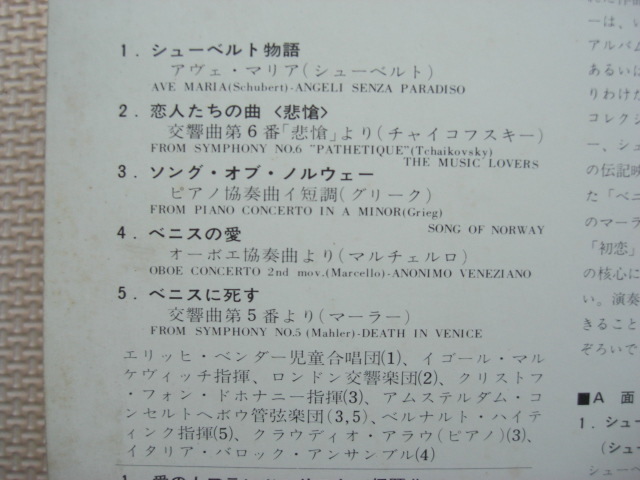 1. シューベルト物語
アヴェ・マリア(シューベルト)
AVE MARIA(Schubert)-ANGELI SENZA PARADISO
2. 恋人たちの曲〈悲愴〉
交響曲第6番「悲愴」より(チャイコフスキー)
FROM SYMPHONY NO.6 "PATHETIQUE"(Tchaikovsky)
THE MUSIC LOVERS
3. ソング・オブ・ノルウェー
ピアノ協奏曲イ短調(グリーク)
FROM PIANO CONCERTO IN A MINOR(Grieg)
SONG OF NORWAY
4. ベニスの愛
オーボエ協奏曲より(マルチェルロ)
OBOE CONCERTO 2nd mov.(Marcello)-ANONIMO VENEZIANO
5. ベニスに死す
交響曲第5番より(マーラー)
FROM SYMPHONY NO.5 (Mahler)-DEATH IN VENICE
エリッヒ・ベンダー児童合唱団(1)、イゴール・マル
ケヴィッチ指揮、ロンドン交響楽団(2)、クリストフ
・フォン・ドホナニー指揮(3)、アムステルダム・コ
ンセルトヘボウ管弦楽団(3,5)、ベルナルト・ハイテ
ィンク指揮(5)、クラウディオ・アラウ(ピアノ)(3)、
イタリア・バロック・アンサンブル(4)
ーは、い
アルバム
あるいに
りわけた
コレクシ
ー、シュ
の伝記映
た「ベニ
のマーラ
「初恋」
の核心に
い。演奏
きること
ぞろいで
■A 面
1. シュー
(シュー
シューベ